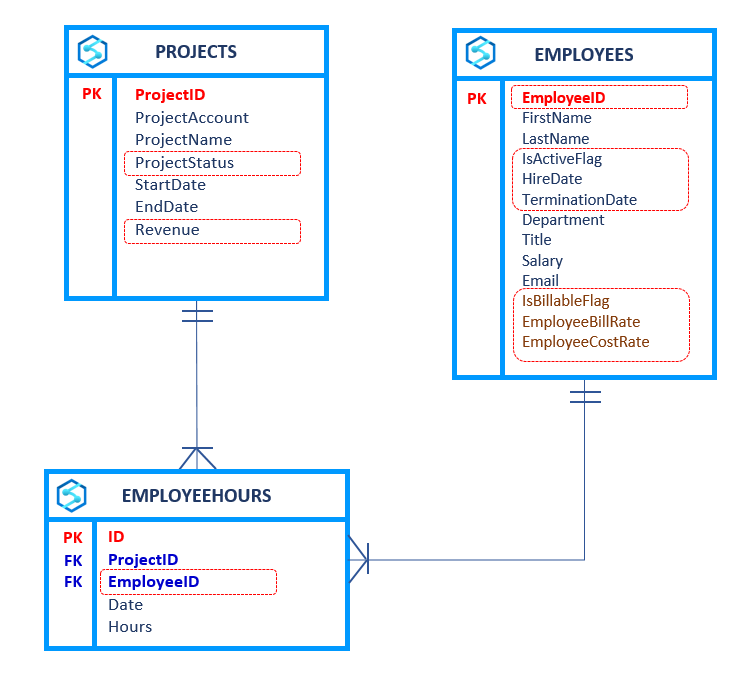 PROJECTS
PK ProjectID
ProjectAccount
ProjectName
ProjectStatus
StartDate
EndDate
Revenue
EMPLOYEES
PK EmployeeID
FirstName
LastName
IsActiveFlag
HireDate
TerminationDate
Department
Title
Salary
Email
IsBillableFlag
EmployeeBillRate
EmployeeCostRate
EMPLOYEEHOURS
PK ID
FK ProjectID
FK EmployeeID
Date
Hours